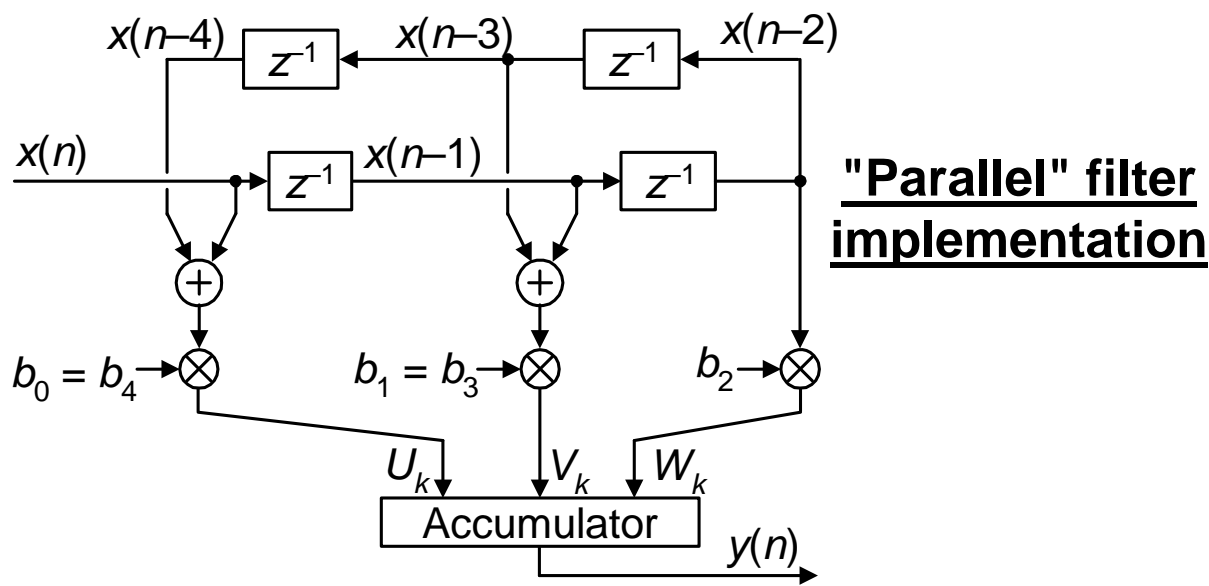 x(n–4)
x(n–3)
x(n–2)
z⁻¹
z⁻¹
x(n)
x(n–1)
z⁻¹
z⁻¹
"Parallel" filter
implementation
+
+
b₀ = b₄
b₁ = b₃
b₂
Uₖ
Vₖ
Wₖ
Accumulator
y(n)